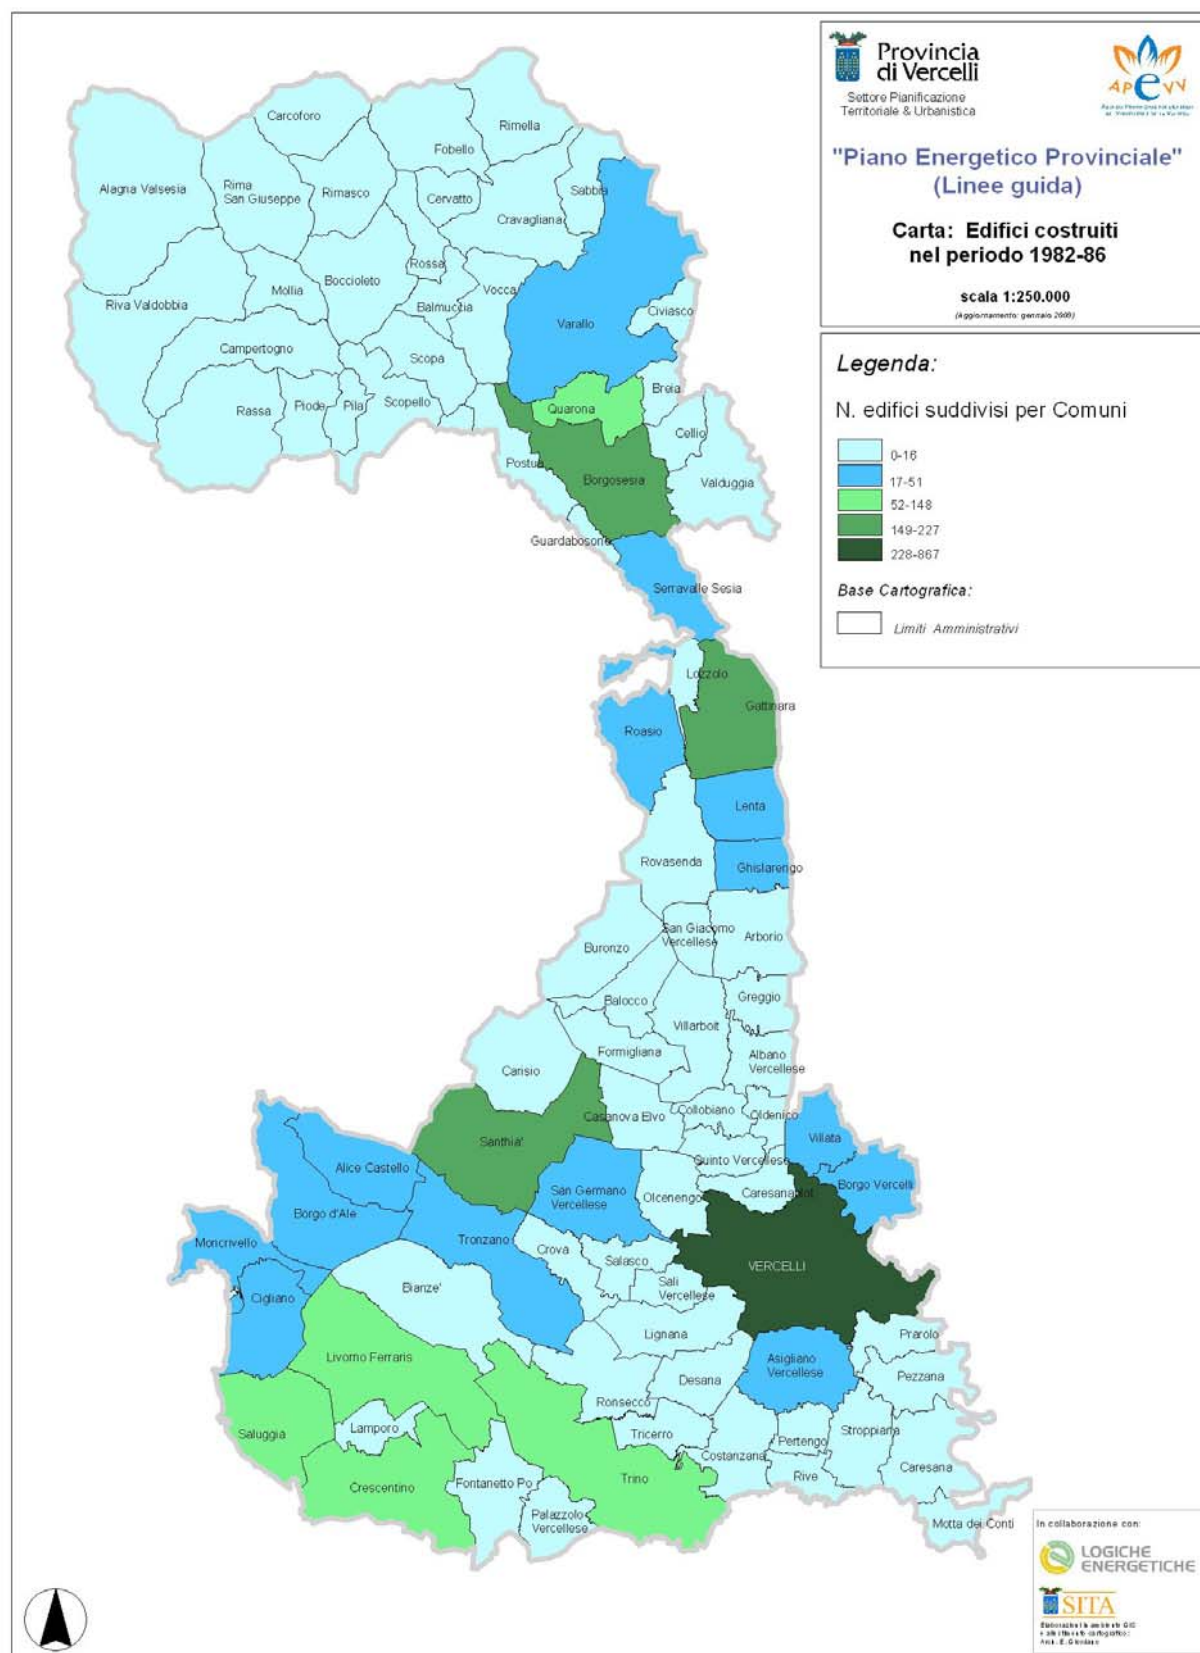 Provincia
di Vercelli
Settore Pianificazione
Territoriale & Urbanistica
APEVV
"Piano Energetico Provinciale"
(Linee guida)
Carta: Edifici costruiti
nel periodo 1982-86
scala 1:250.000
(Aggiornamento: gennaio 2009)
Legenda:
N. edifici suddivisi per Comuni
0-16
17-51
52-148
149-227
228-867
Base Cartografica:
Limiti Amministrativi
Carcoforo
Rimella
Fobello
Alagna Valsesia
Rima
San Giuseppe
Rimasco
Cervatto
Sabbia
Cravagliana
Rossa
Boccioleto
Mollia
Vocca
Riva Valdobbia
Balmuccia
Civiasco
Varallo
Campertogno
Scopa
Breia
Rassa
Piode
Pila
Scopello
Quarona
Cellio
Postua
Borgosesia
Valduggia
Guardabosone
Serravalle Sesia
Lozzolo
Gattinara
Roasio
Lenta
Rovasenda
Ghislarengo
San Giacomo
Vercellese
Arborio
Buronzo
Balocco
Greggio
Villarboit
Formigliana
Albano
Vercellese
Carisio
Casanova Elvo
Collobiano
Oldenico
Santhia'
Villata
Quinto Vercellese
Alice Castello
San Germano
Vercellese
Olcenengo
Caresanablot
Borgo Vercelli
Borgo d'Ale
Moncrivello
Tronzano
Crova
Salasco
VERCELLI
Bianze'
Sali
Vercellese
Cigliano
Lignana
Prarolo
Livorno Ferraris
Asigliano
Vercellese
Desana
Pezzana
Ronsecco
Lamporo
Saluggia
Tricerro
Stroppiana
Pertengo
Costanzana
Caresana
Trino
Rive
Crescentino
Fontanetto Po
Palazzolo
Vercellese
Motta dei Conti
In collaborazione con:
LOGICHE
ENERGETICHE
SITA